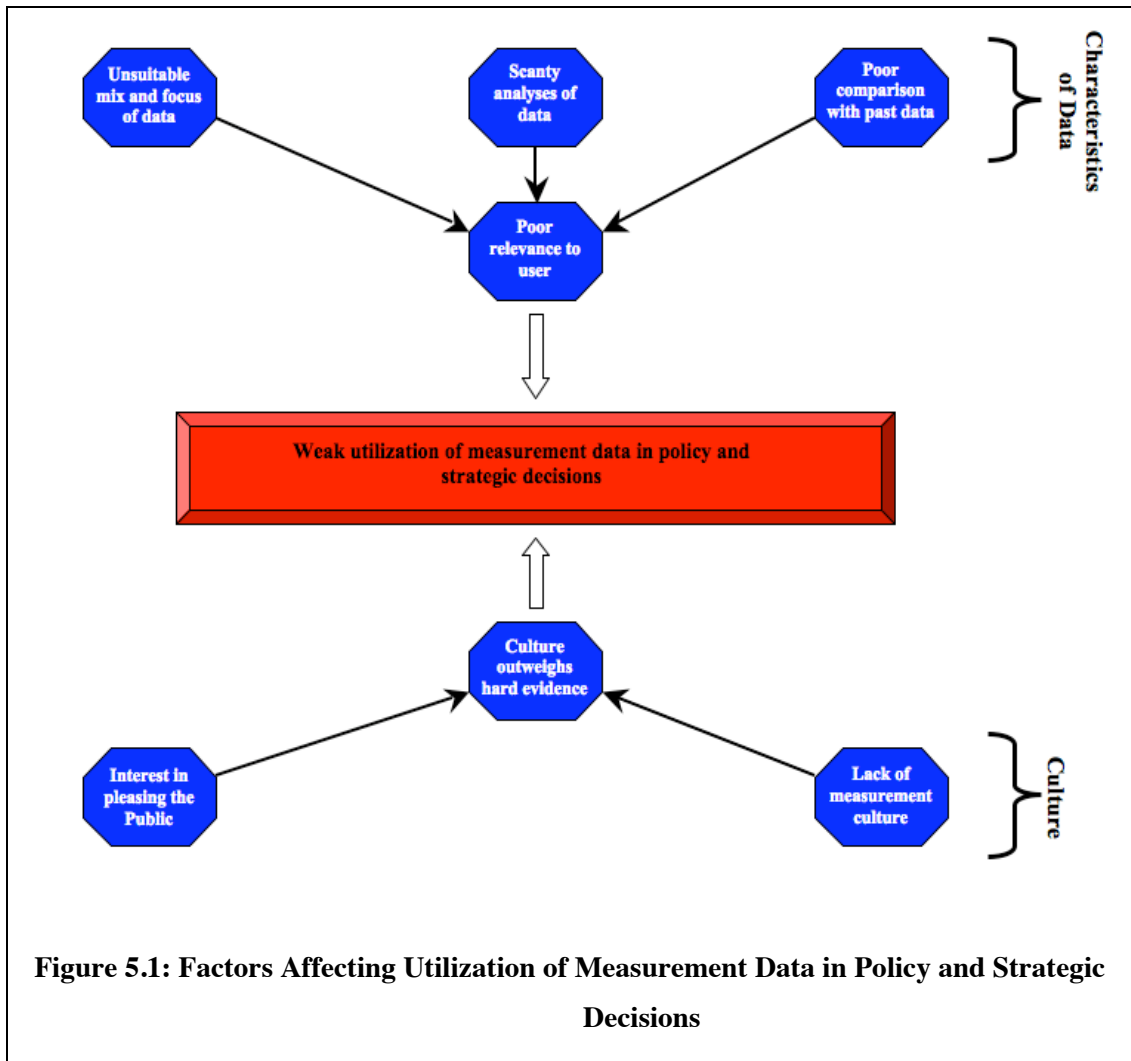 Unsuitable
mix and focus
of data
Scanty
analyses of
data
Poor
comparison
with past data
Characteristics
of Data
Poor
relevance to
user
Weak utilization of measurement data in policy and
strategic decisions
Culture
outweighs
hard evidence
Interest in
pleasing the
Public
Lack of
measurement
culture
Culture
Figure 5.1: Factors Affecting Utilization of Measurement Data in Policy and Strategic
Decisions